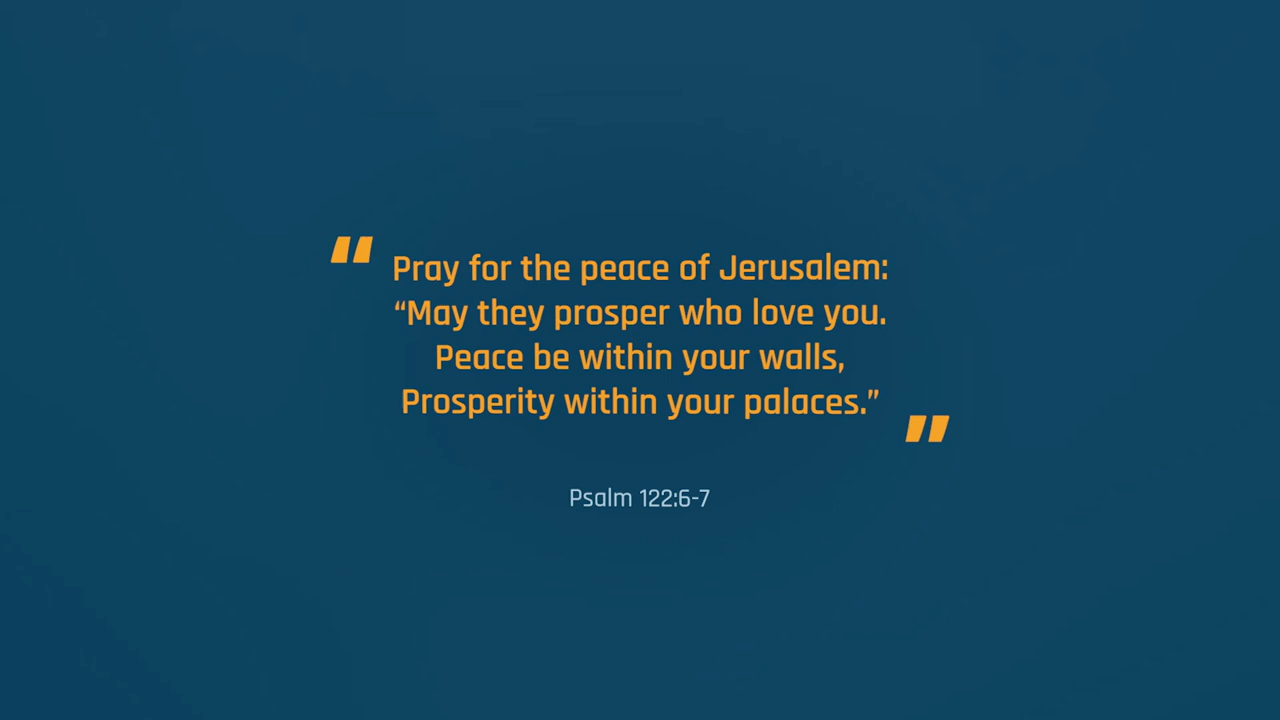 “Pray for the peace of Jerusalem:
“May they prosper who love you.
Peace be within your walls,
Prosperity within your palaces.””
Psalm 122:6-7